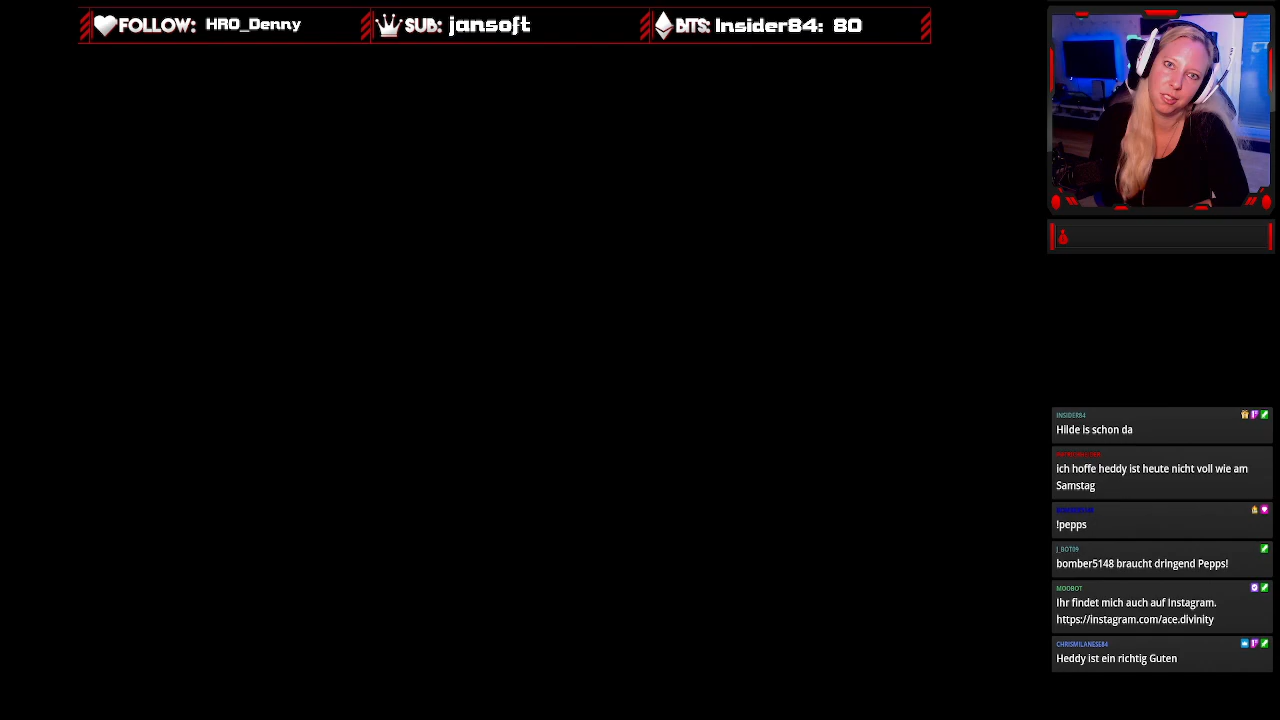 FOLLOW: HRO_Denny
SUB: jansoft
BITS: Insider84: 80
INSIDER84
Hilde is schon da
ich hoffe heddy ist heute nicht voll wie am
Samstag
!pepps
J_BOT09
bomber5148 braucht dringend Pepps!
MOOBOT
Ihr findet mich auch auf Instagram.
https://instagram.com/ace.divinity
CHRISMILANESE84
Heddy ist ein richtig Guten